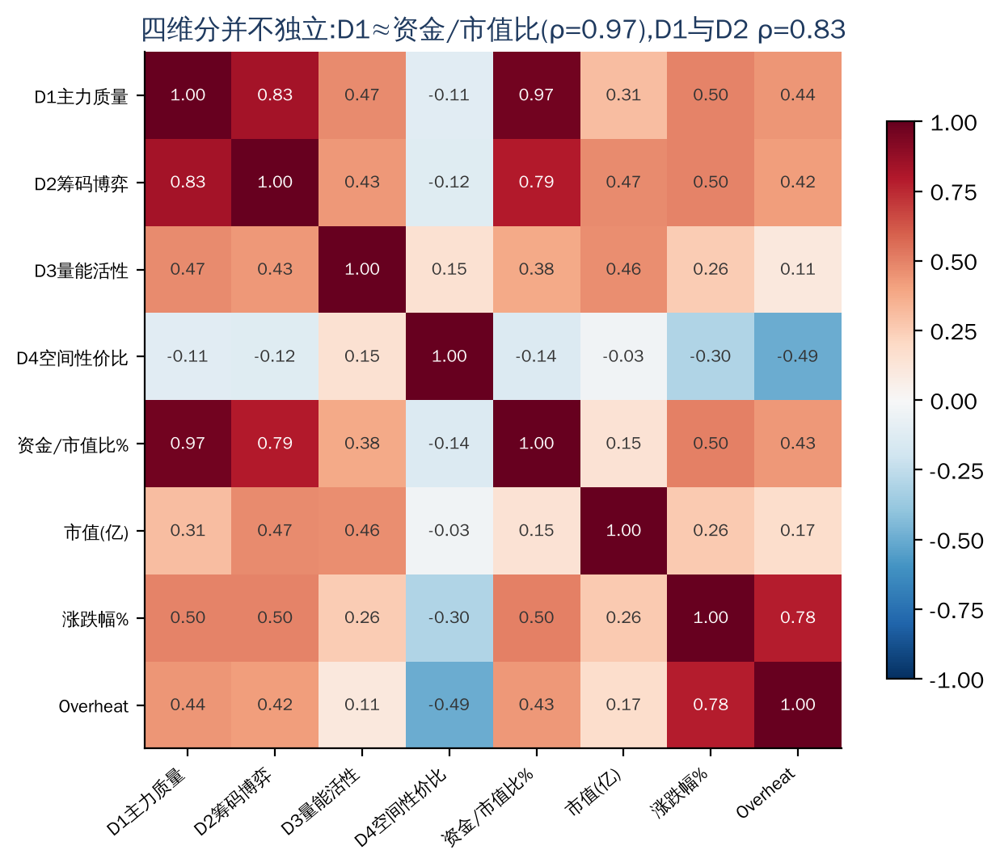 四维分并不独立:D1≈资金/市值比(ρ=0.97),D1与D2 ρ=0.83
D1主力质量 1.00 0.83 0.47 -0.11 0.97 0.31 0.50 0.44
D2筹码博弈 0.83 1.00 0.43 -0.12 0.79 0.47 0.50 0.42
D3量能活性 0.47 0.43 1.00 0.15 0.38 0.46 0.26 0.11
D4空间性价比 -0.11 -0.12 0.15 1.00 -0.14 -0.03 -0.30 -0.49
资金/市值比% 0.97 0.79 0.38 -0.14 1.00 0.15 0.50 0.43
市值(亿) 0.31 0.47 0.46 -0.03 0.15 1.00 0.26 0.17
涨跌幅% 0.50 0.50 0.26 -0.30 0.50 0.26 1.00 0.78
Overheat 0.44 0.42 0.11 -0.49 0.43 0.17 0.78 1.00
D1主力质量 D2筹码博弈 D3量能活性 D4空间性价比 资金/市值比% 市值(亿) 涨跌幅% Overheat
1.00
0.75
0.50
0.25
0.00
-0.25
-0.50
-0.75
-1.00